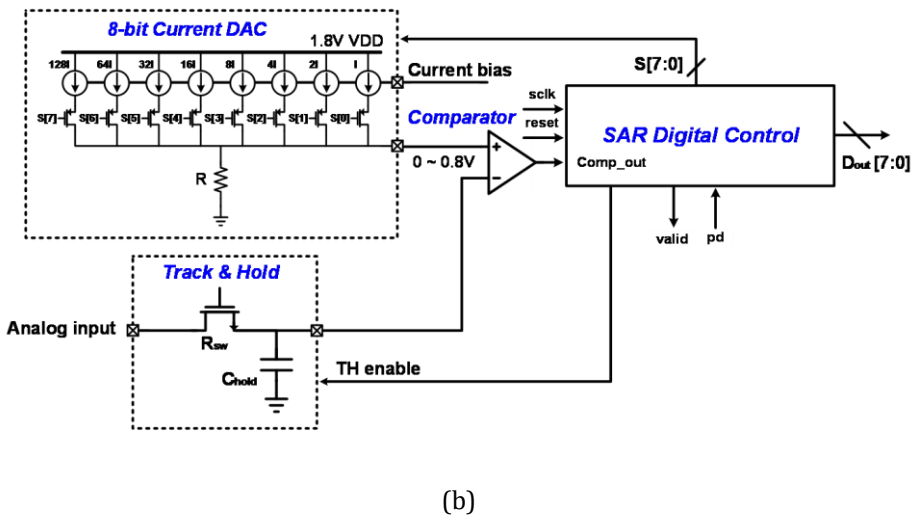 8-bit Current DAC
1.8V VDD
128I 64I 32I 16I 8I 4I 2I I
Current bias
S[7] S[6] S[5] S[4] S[3] S[2] S[1] S[0]
R
Comparator
0 ~ 0.8V
+
−
S[7:0]
sclk
reset
Comp_out
SAR Digital Control
Dout [7:0]
valid
pd
Track & Hold
Analog input
Rsw
Chold
TH enable
(b)